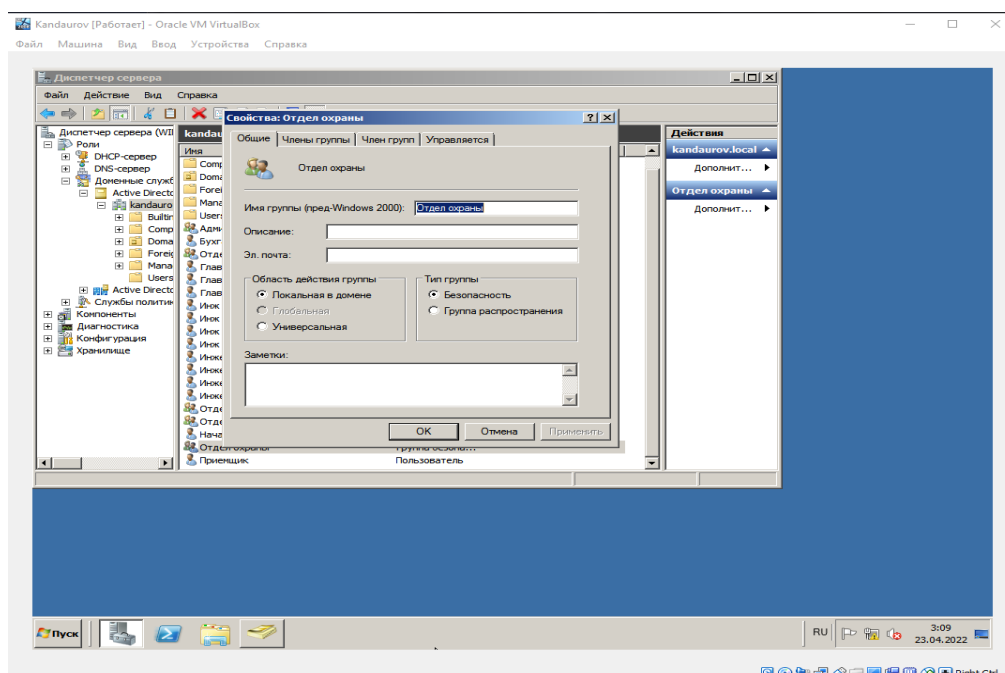 Kandaurov [Работает] - Oracle VM VirtualBox
Файл Машина Вид Ввод Устройства Справка
Диспетчер сервера
Файл Действие Вид Справка
Диспетчер сервера (WII
Роли
DHCP-сервер
DNS-сервер
Доменные служб
Active Directo
kandauro
Builtin
Comp
Doma
Foreig
Mana
Users
Active Directo
Службы политик
Компоненты
Диагностика
Конфигурация
Хранилище
kandau
Имя
Comp
Doma
Forei
Mana
Users
Адми
Бухг
Отде
Глав
Глав
Глав
Инж
Инж
Инж
Инж
Инже
Инже
Инже
Отде
Отде
Нача
Отдел охраны
Приемщик Пользователь
Свойства: Отдел охраны
Общие Члены группы Член групп Управляется
Отдел охраны
Имя группы (пред-Windows 2000): Отдел охраны
Описание:
Эл. почта:
Область действия группы
Локальная в домене
Глобальная
Универсальная
Тип группы
Безопасность
Группа распространения
Заметки:
OK Отмена Применить
Действия
kandaurov.local
Дополнит...
Отдел охраны
Дополнит...
Пуск
RU
3:09
23.04.2022
Right Ctrl